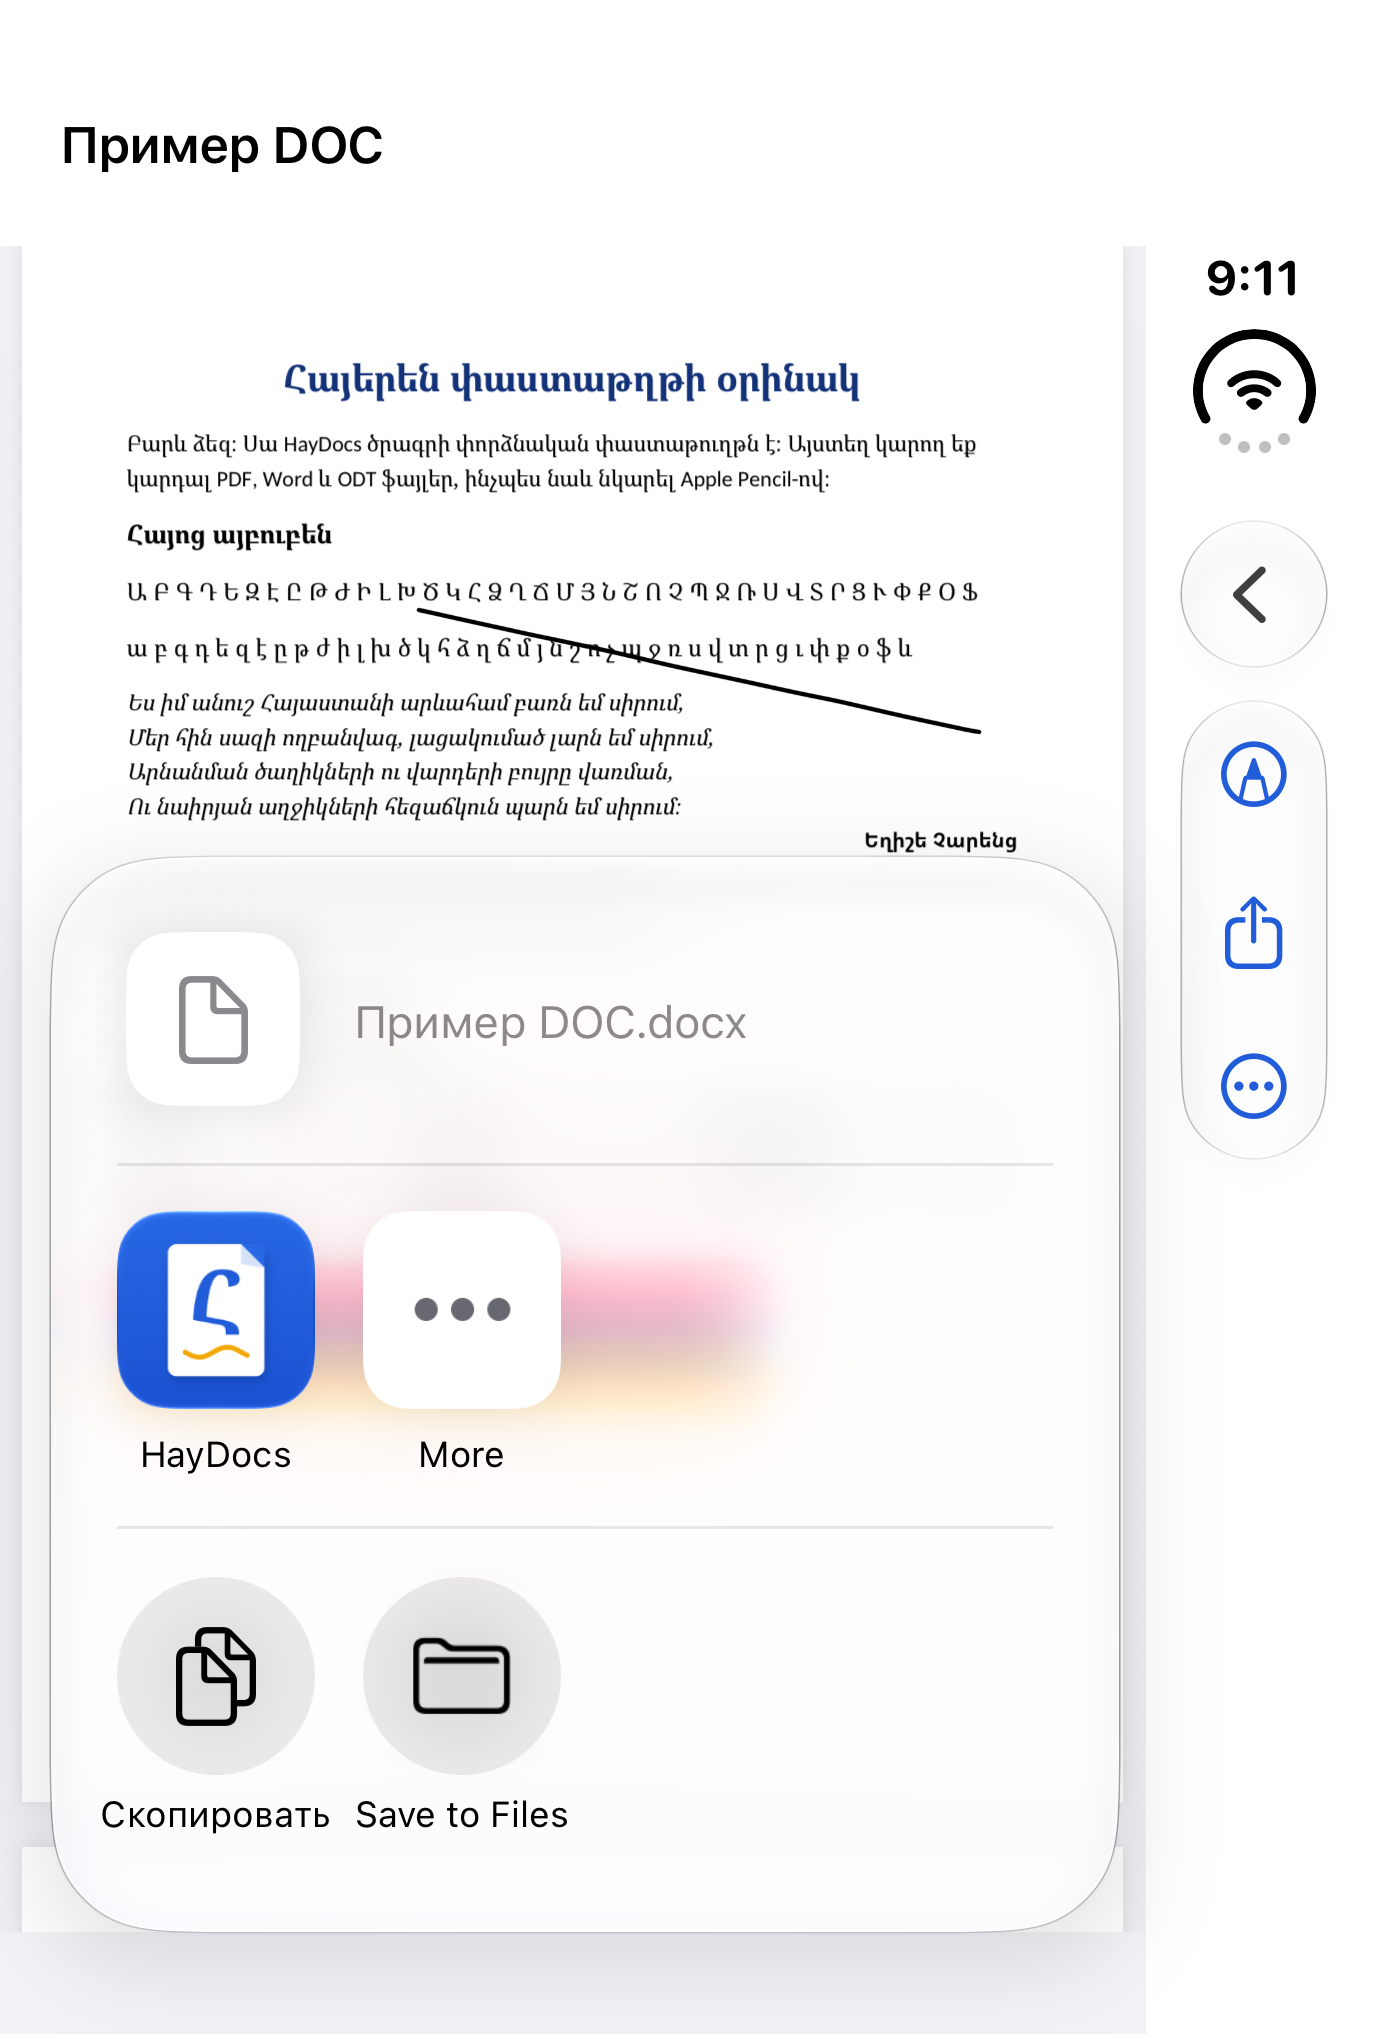 Пример DOC
9:11
Հայերեն փաստաթղթի օրինակ
Բարև ձեզ: Սա HayDocs ծրագրի փորձնական փաստաթուղթն է: Այստեղ կարող եք
կարդալ PDF, Word և ODT ֆայլեր, ինչպես նաև նկարել Apple Pencil-ով:
Հայոց այբուբեն
Ա Բ Գ Դ Ե Զ Է Ը Թ Ժ Ի Լ Խ Ծ Կ Հ Ձ Ղ Ճ Մ Յ Ն Շ Ո Չ Պ Ջ Ռ Ս Վ Տ Ր Ց Ւ Փ Ք Օ Ֆ
ա բ գ դ ե զ է ը թ ժ ի լ խ ծ կ հ ձ ղ ճ մ յ ն շ ո չ պ ջ ռ ս վ տ ր ց ւ փ ք օ ֆ և
Ես իմ անուշ Հայաստանի արևահամ բառն եմ սիրում,
Մեր հին սազի ողբանվագ, լացակումած լարն եմ սիրում,
Արնանման ծաղիկների ու վարդերի բույրը վառման,
Ու նաիրյան աղջիկների հեզաճկուն պարն եմ սիրում:
Եղիշե Չարենց
Пример DOC.docx
HayDocs
More
Скопировать
Save to Files